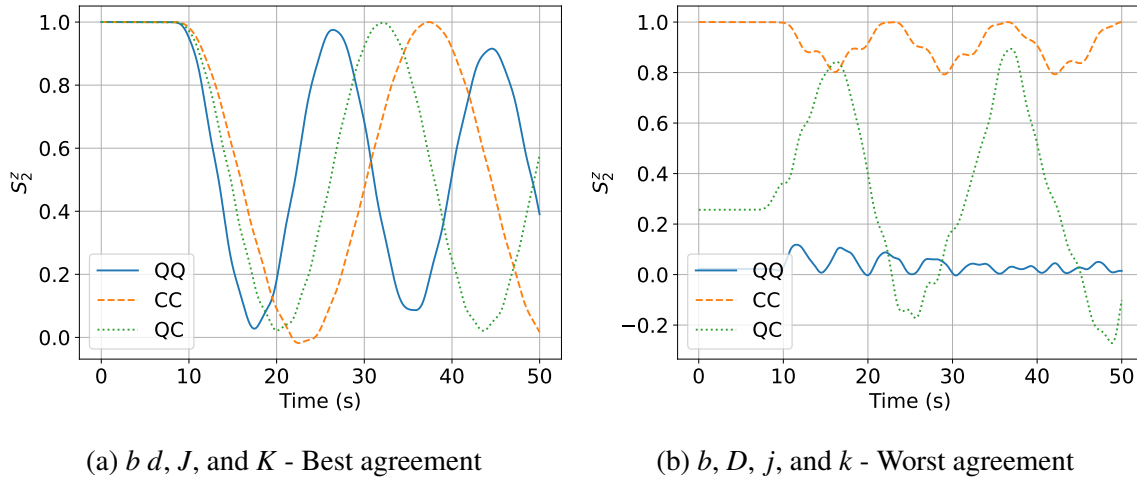 1.0
0.8
0.6
0.4
0.2
0.0
S₂ᶻ
QQ
CC
QC
0 10 20 30 40 50
Time (s)
1.0
0.8
0.6
0.4
0.2
0.0
−0.2
S₂ᶻ
QQ
CC
QC
0 10 20 30 40 50
Time (s)
(a) b d, J, and K - Best agreement
(b) b, D, j, and k - Worst agreement